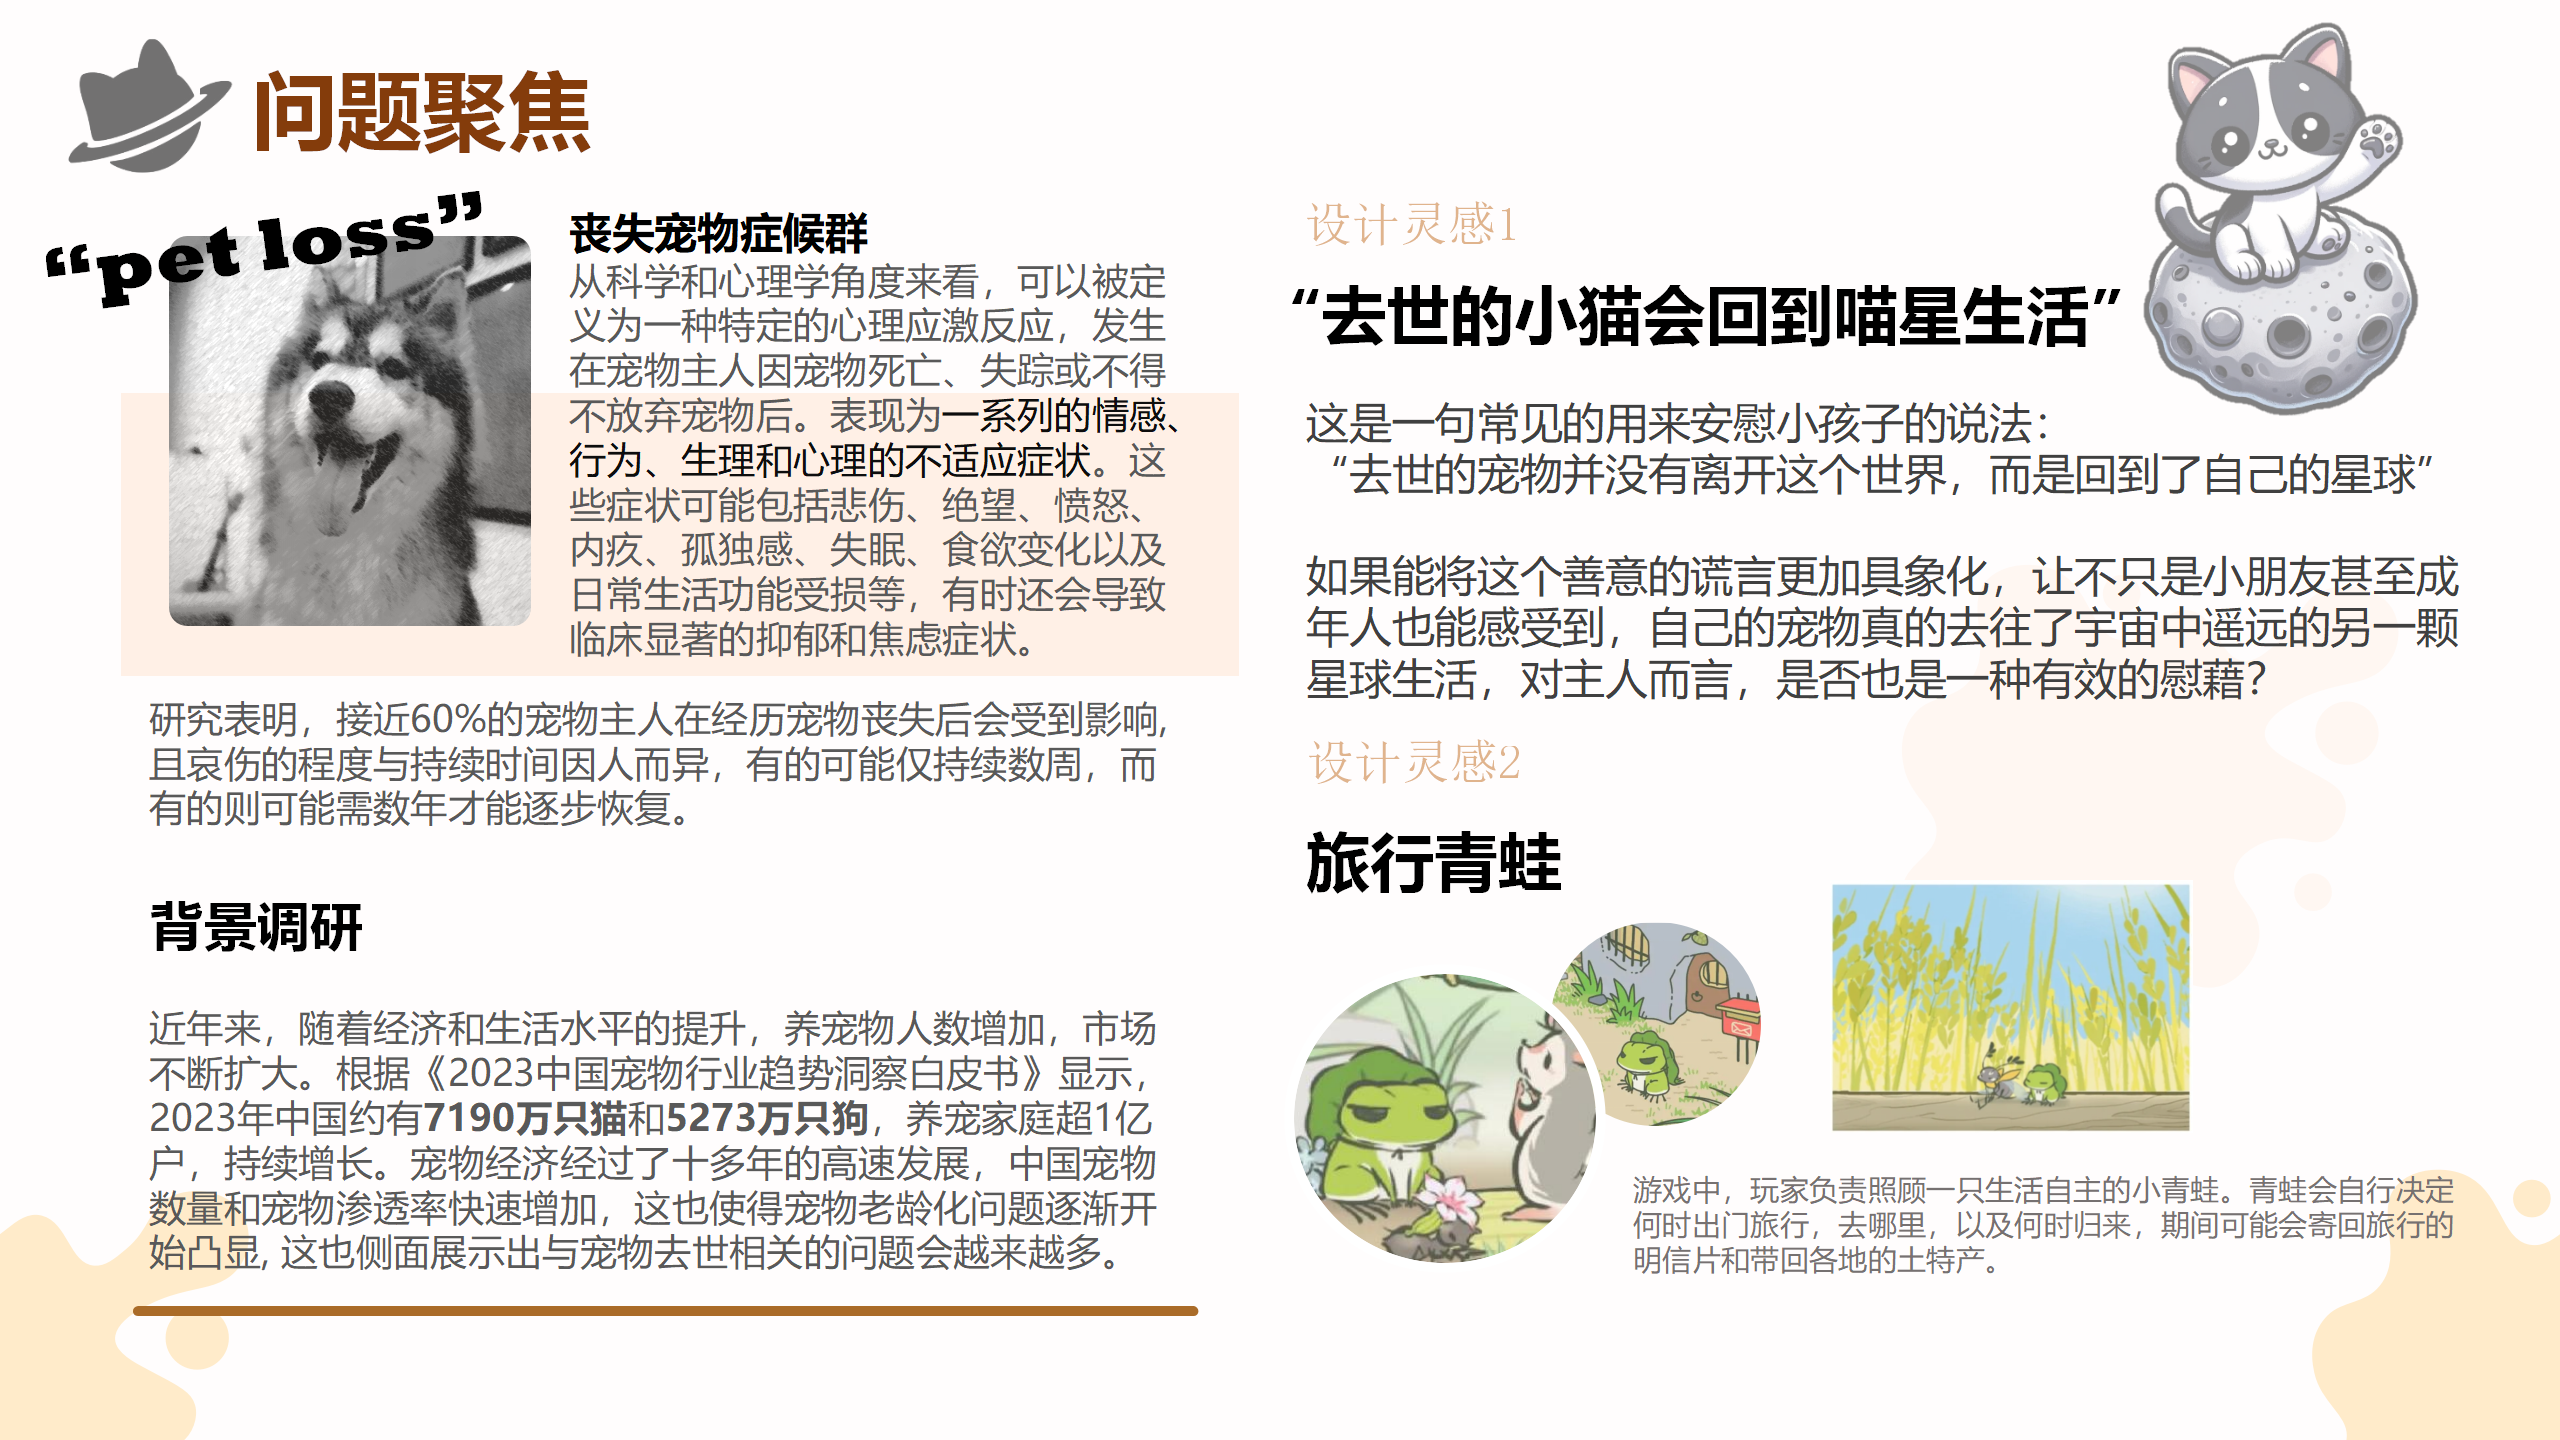 问题聚焦
“pet loss”
丧失宠物症候群
从科学和心理学角度来看，可以被定
义为一种特定的心理应激反应，发生
在宠物主人因宠物死亡、失踪或不得
不放弃宠物后。表现为一系列的情感、
行为、生理和心理的不适应症状。这
些症状可能包括悲伤、绝望、愤怒、
内疚、孤独感、失眠、食欲变化以及
日常生活功能受损等，有时还会导致
临床显著的抑郁和焦虑症状。
研究表明，接近60%的宠物主人在经历宠物丧失后会受到影响,
且哀伤的程度与持续时间因人而异，有的可能仅持续数周，而
有的则可能需数年才能逐步恢复。
背景调研
近年来，随着经济和生活水平的提升，养宠物人数增加，市场
不断扩大。根据《2023中国宠物行业趋势洞察白皮书》显示，
2023年中国约有7190万只猫和5273万只狗，养宠家庭超1亿
户，持续增长。宠物经济经过了十多年的高速发展，中国宠物
数量和宠物渗透率快速增加，这也使得宠物老龄化问题逐渐开
始凸显, 这也侧面展示出与宠物去世相关的问题会越来越多。
设计灵感1
“去世的小猫会回到喵星生活”
这是一句常见的用来安慰小孩子的说法：
“去世的宠物并没有离开这个世界，而是回到了自己的星球”
如果能将这个善意的谎言更加具象化，让不只是小朋友甚至成
年人也能感受到，自己的宠物真的去往了宇宙中遥远的另一颗
星球生活，对主人而言，是否也是一种有效的慰藉？
设计灵感2
旅行青蛙
游戏中，玩家负责照顾一只生活自主的小青蛙。青蛙会自行决定
何时出门旅行，去哪里，以及何时归来，期间可能会寄回旅行的
明信片和带回各地的土特产。